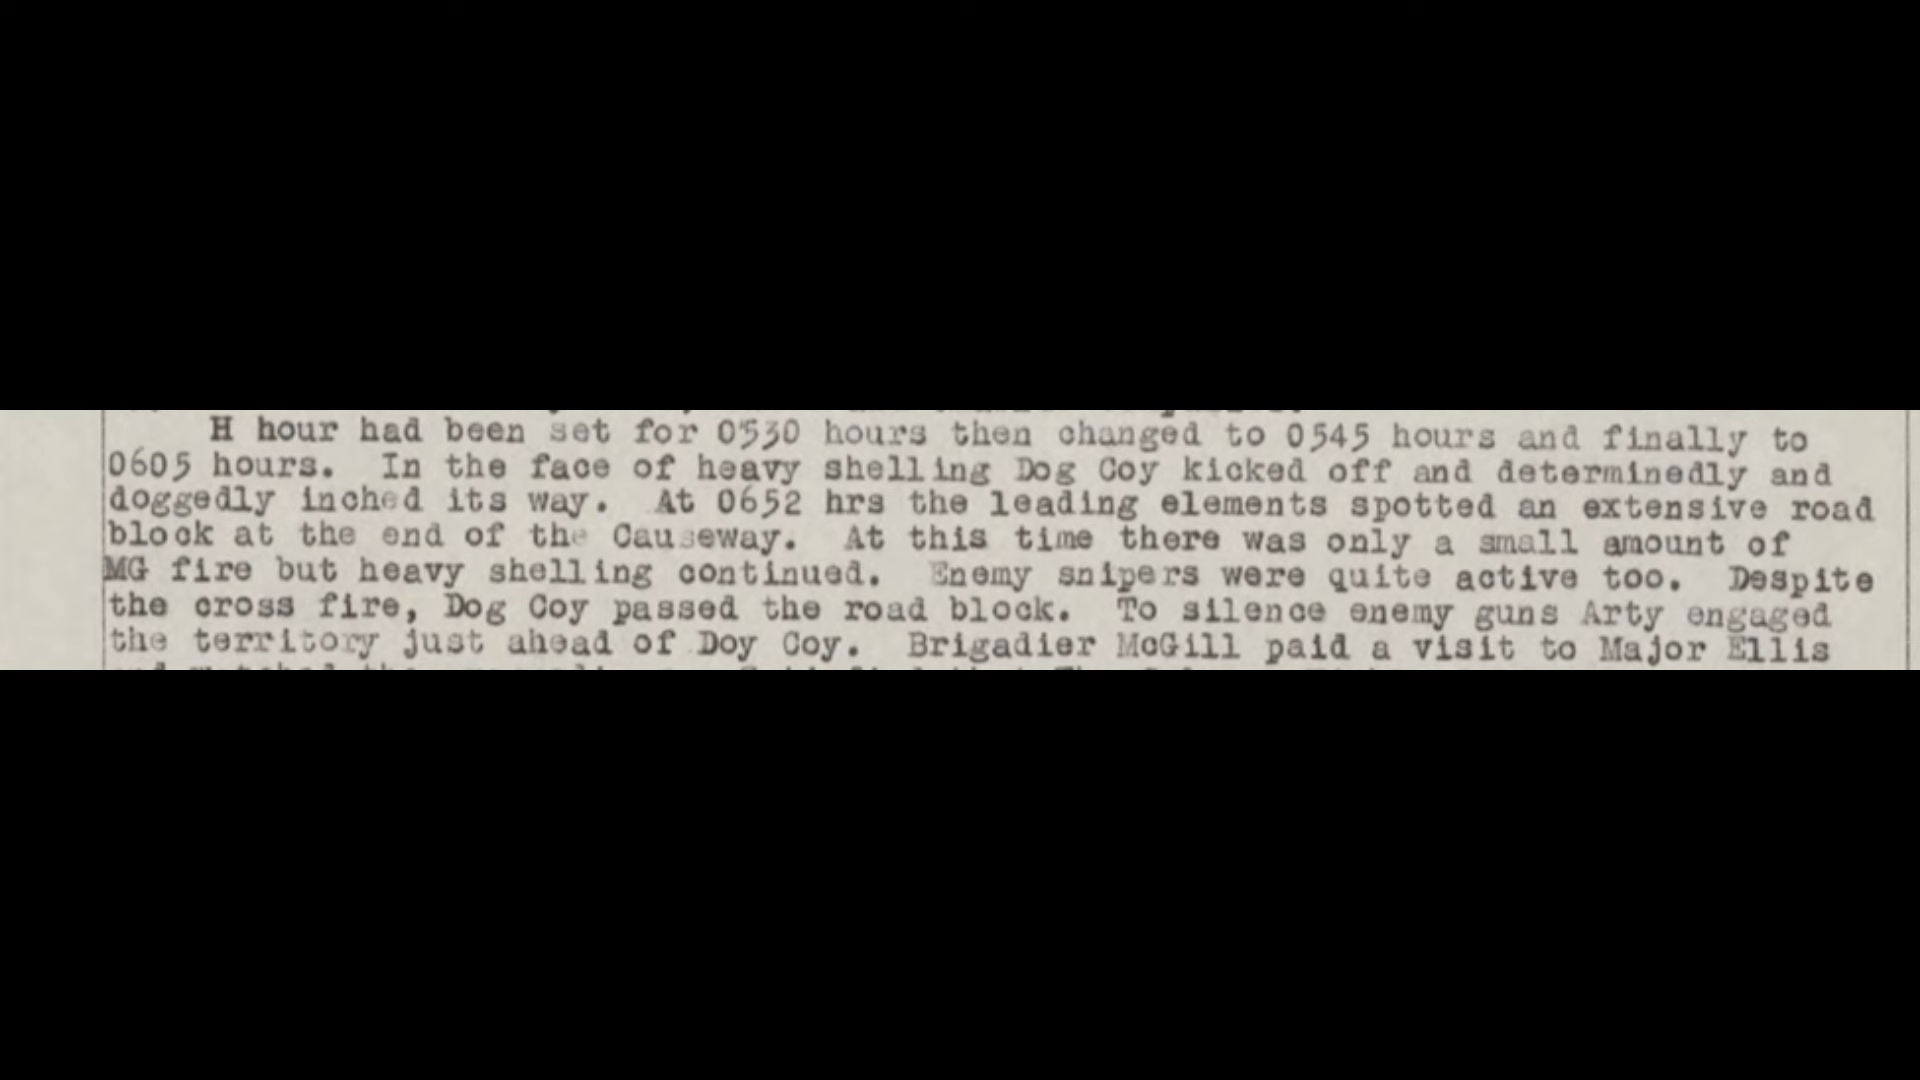 H hour had been set for 0530 hours then changed to 0545 hours and finally to
0605 hours. In the face of heavy shelling Dog Coy kicked off and determinedly and
doggedly inched its way. At 0652 hrs the leading elements spotted an extensive road
block at the end of the Causeway. At this time there was only a small amount of
MG fire but heavy shelling continued. Enemy snipers were quite active too. Despite
the cross fire, Dog Coy passed the road block. To silence enemy guns Arty engaged
the territory just ahead of Doy Coy. Brigadier McGill paid a visit to Major Ellis